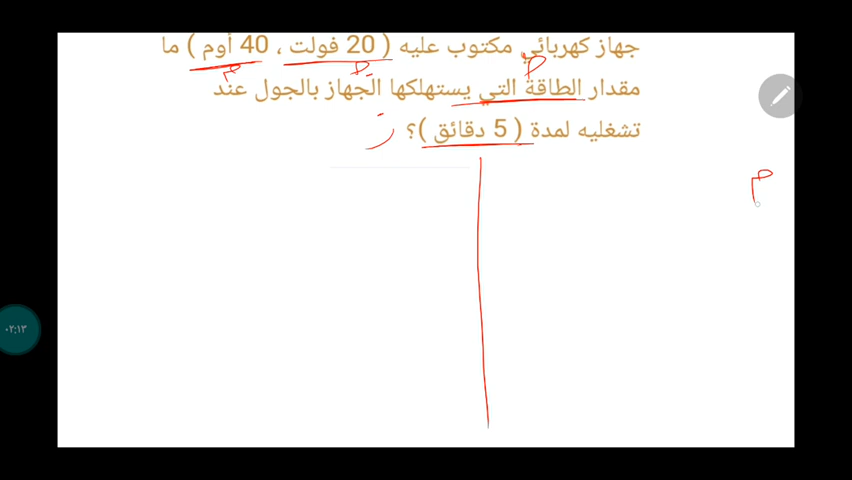 جهاز كهربائي مكتوب عليه ( 20 فولت ، 40 أوم ) ما
مقدار الطاقة التي يستهلكها الجهاز بالجول عند
تشغليه لمدة ( 5 دقائق )؟ ز
م
٠٢:١٣